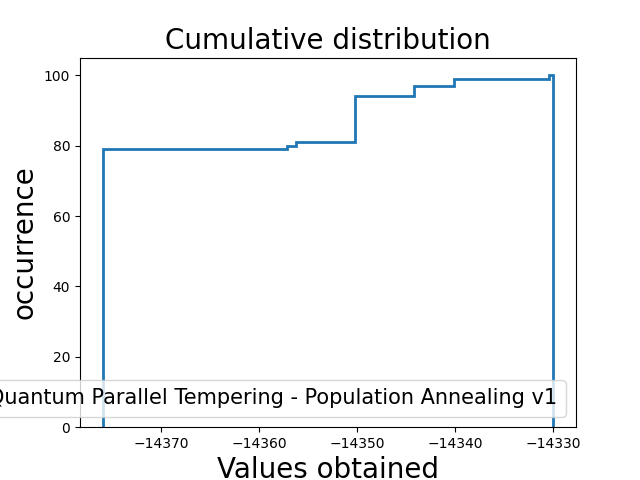 Cumulative distribution
occurrence
100
80
60
40
20
0
Quantum Parallel Tempering - Population Annealing v1
−14370 −14360 −14350 −14340 −14330
Values obtained